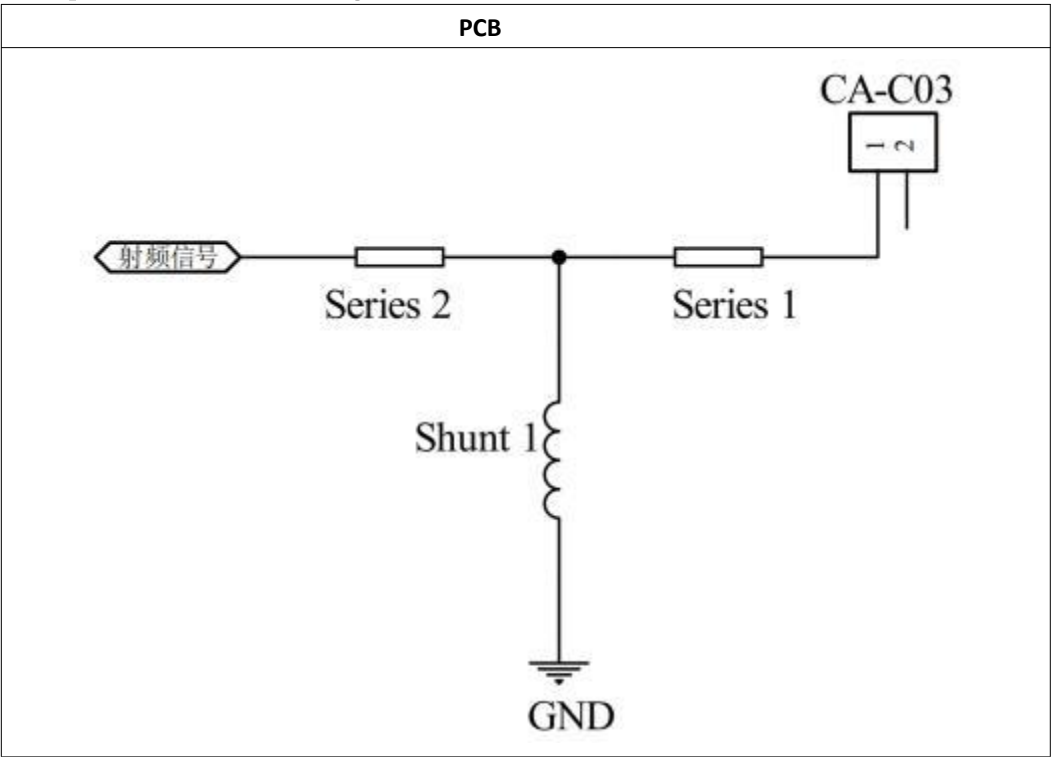 PCB
CA-C03
1 2
射频信号
Series 2
Series 1
Shunt 1
GND